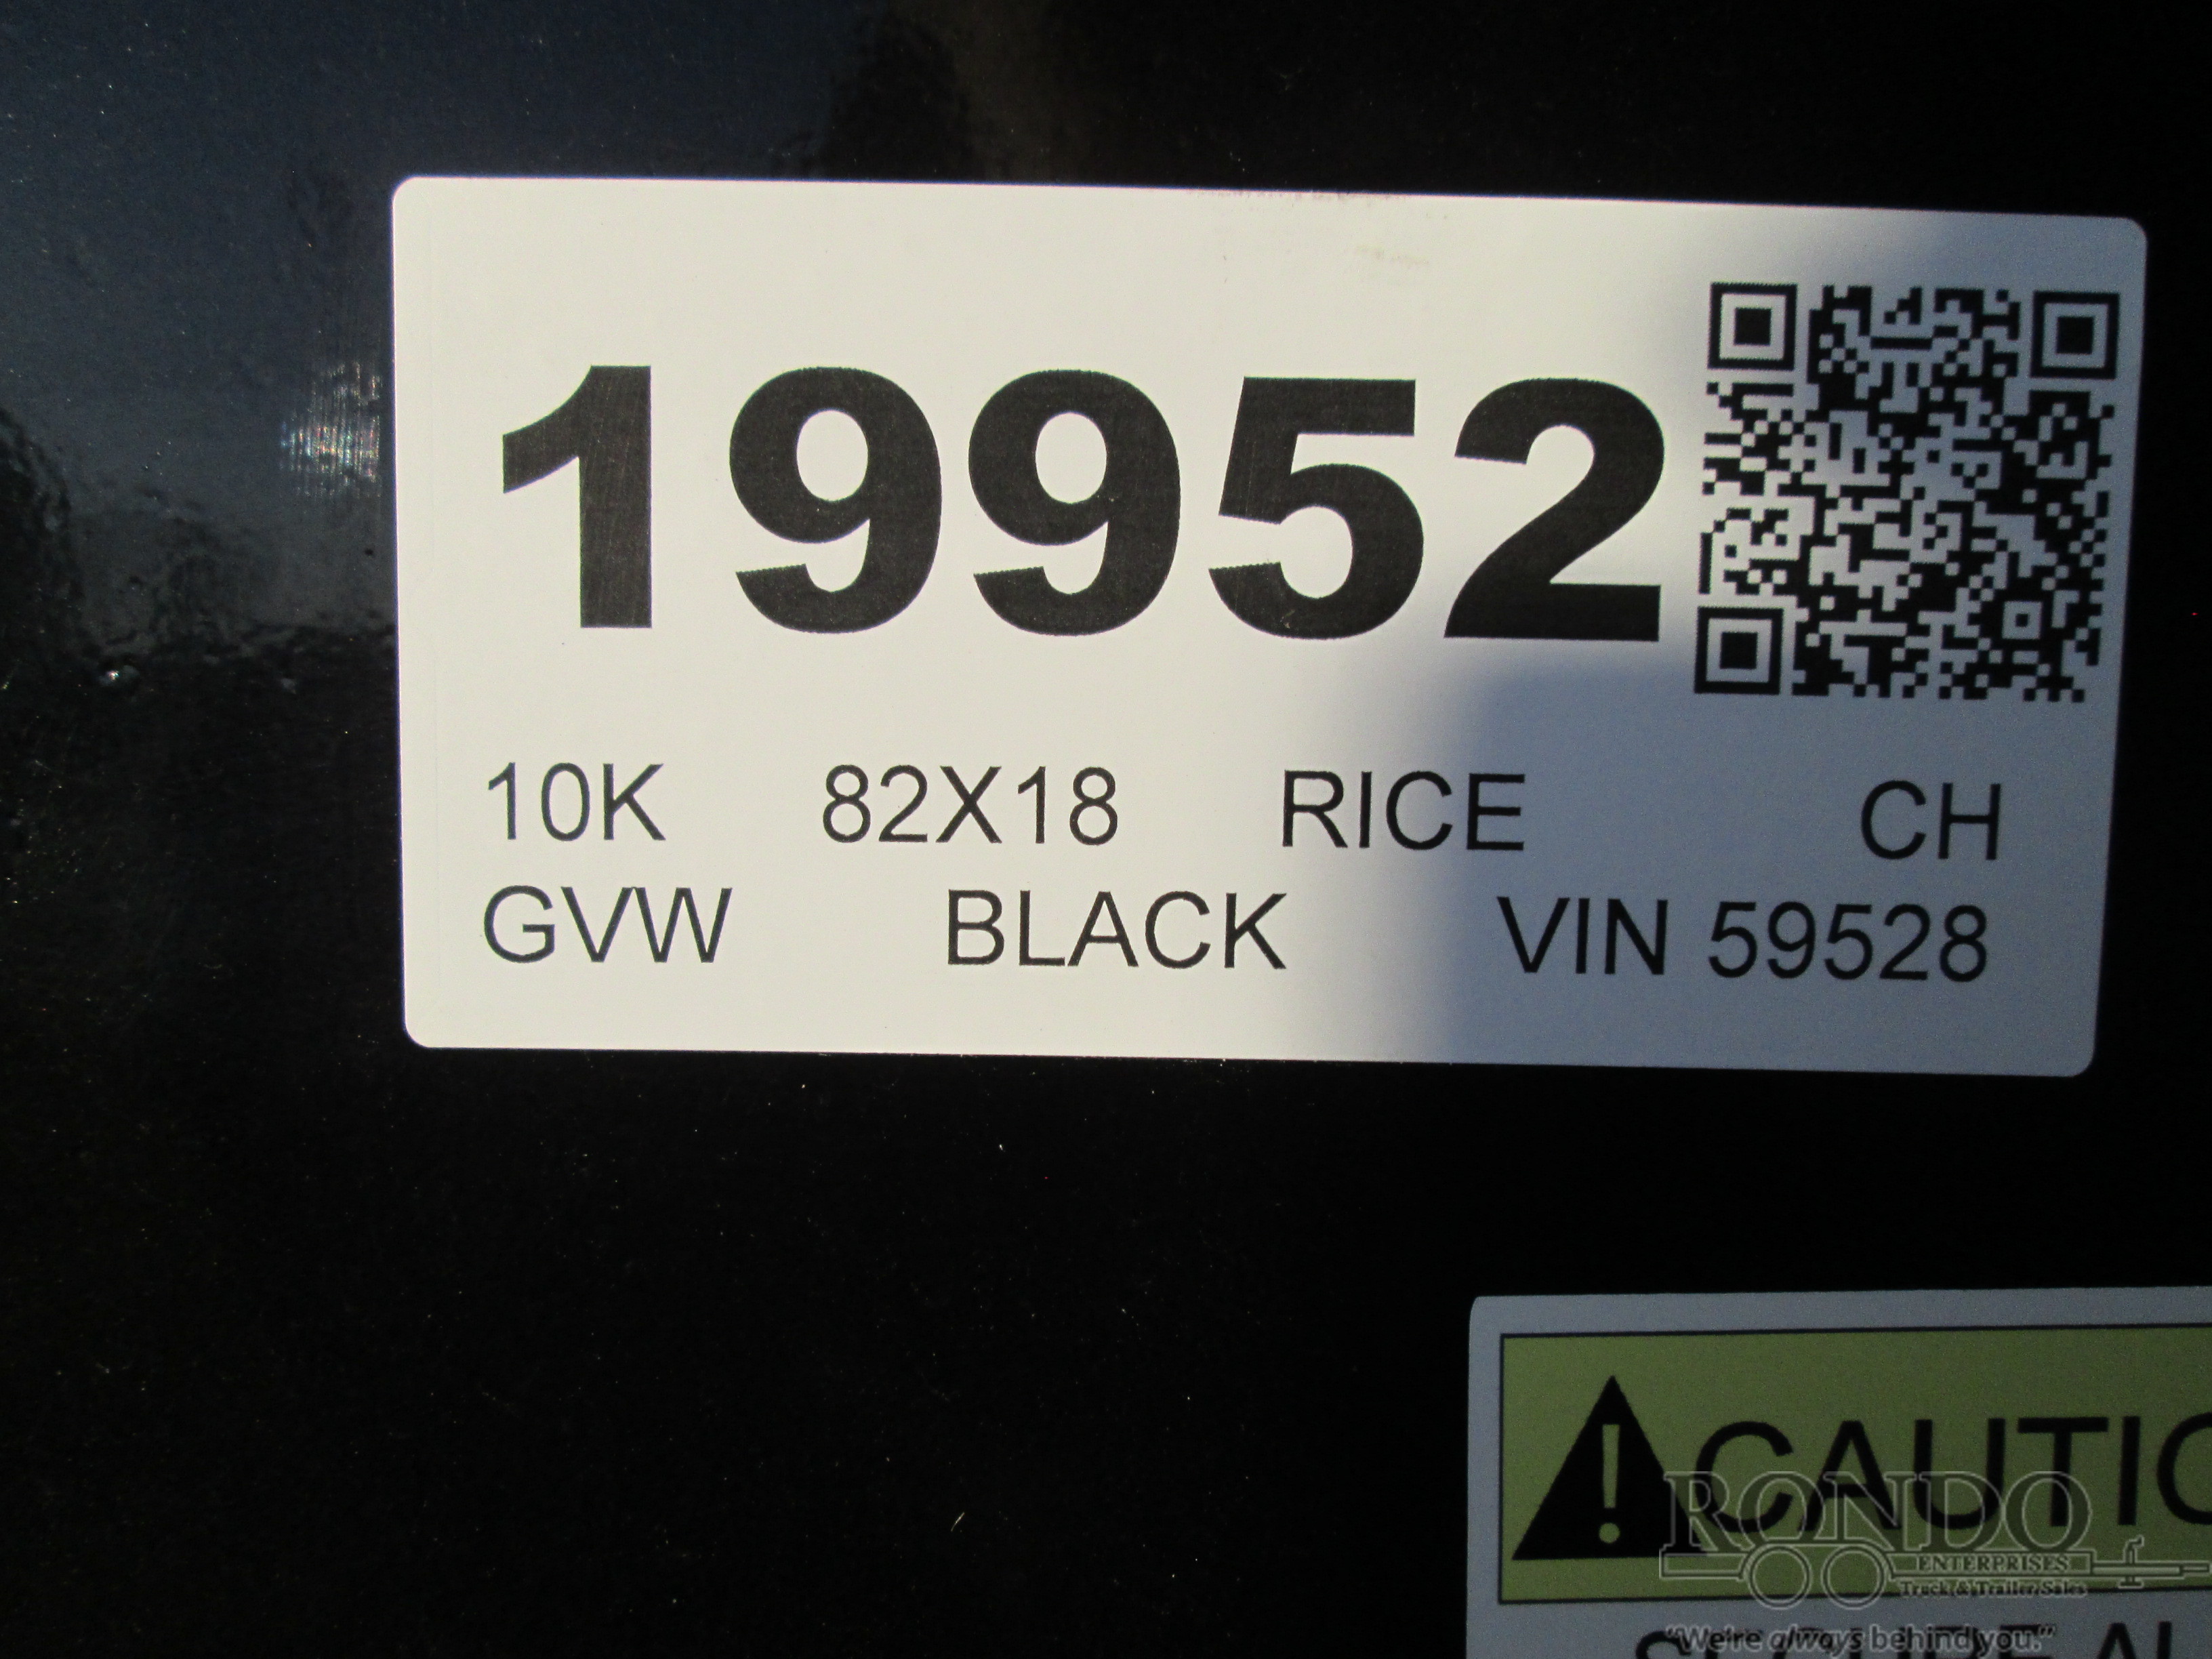 19952
10K 82X18 RICE CH
GVW BLACK VIN 59528
CAUTIO
RONDO
ENTERPRISES
Truck & Trailer Sales
"We're always behind you."